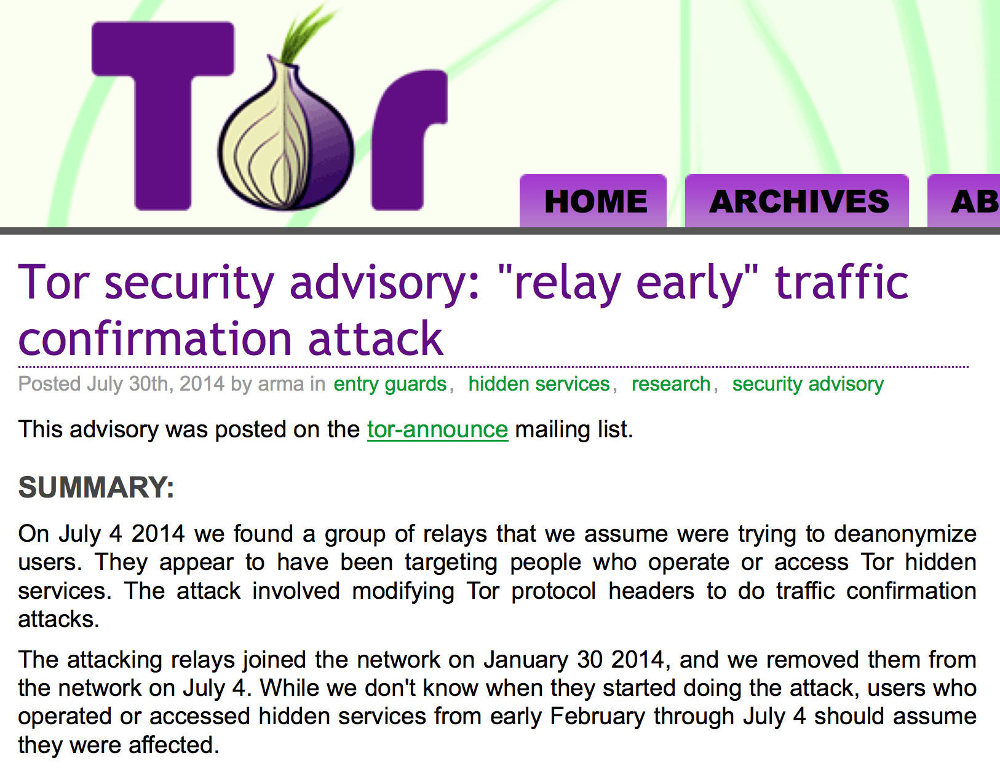 Tor
HOME ARCHIVES AB
Tor security advisory: "relay early" traffic
confirmation attack
Posted July 30th, 2014 by arma in entry guards, hidden services, research, security advisory
This advisory was posted on the tor-announce mailing list.
SUMMARY:
On July 4 2014 we found a group of relays that we assume were trying to deanonymize
users. They appear to have been targeting people who operate or access Tor hidden
services. The attack involved modifying Tor protocol headers to do traffic confirmation
attacks.
The attacking relays joined the network on January 30 2014, and we removed them from
the network on July 4. While we don't know when they started doing the attack, users who
operated or accessed hidden services from early February through July 4 should assume
they were affected.